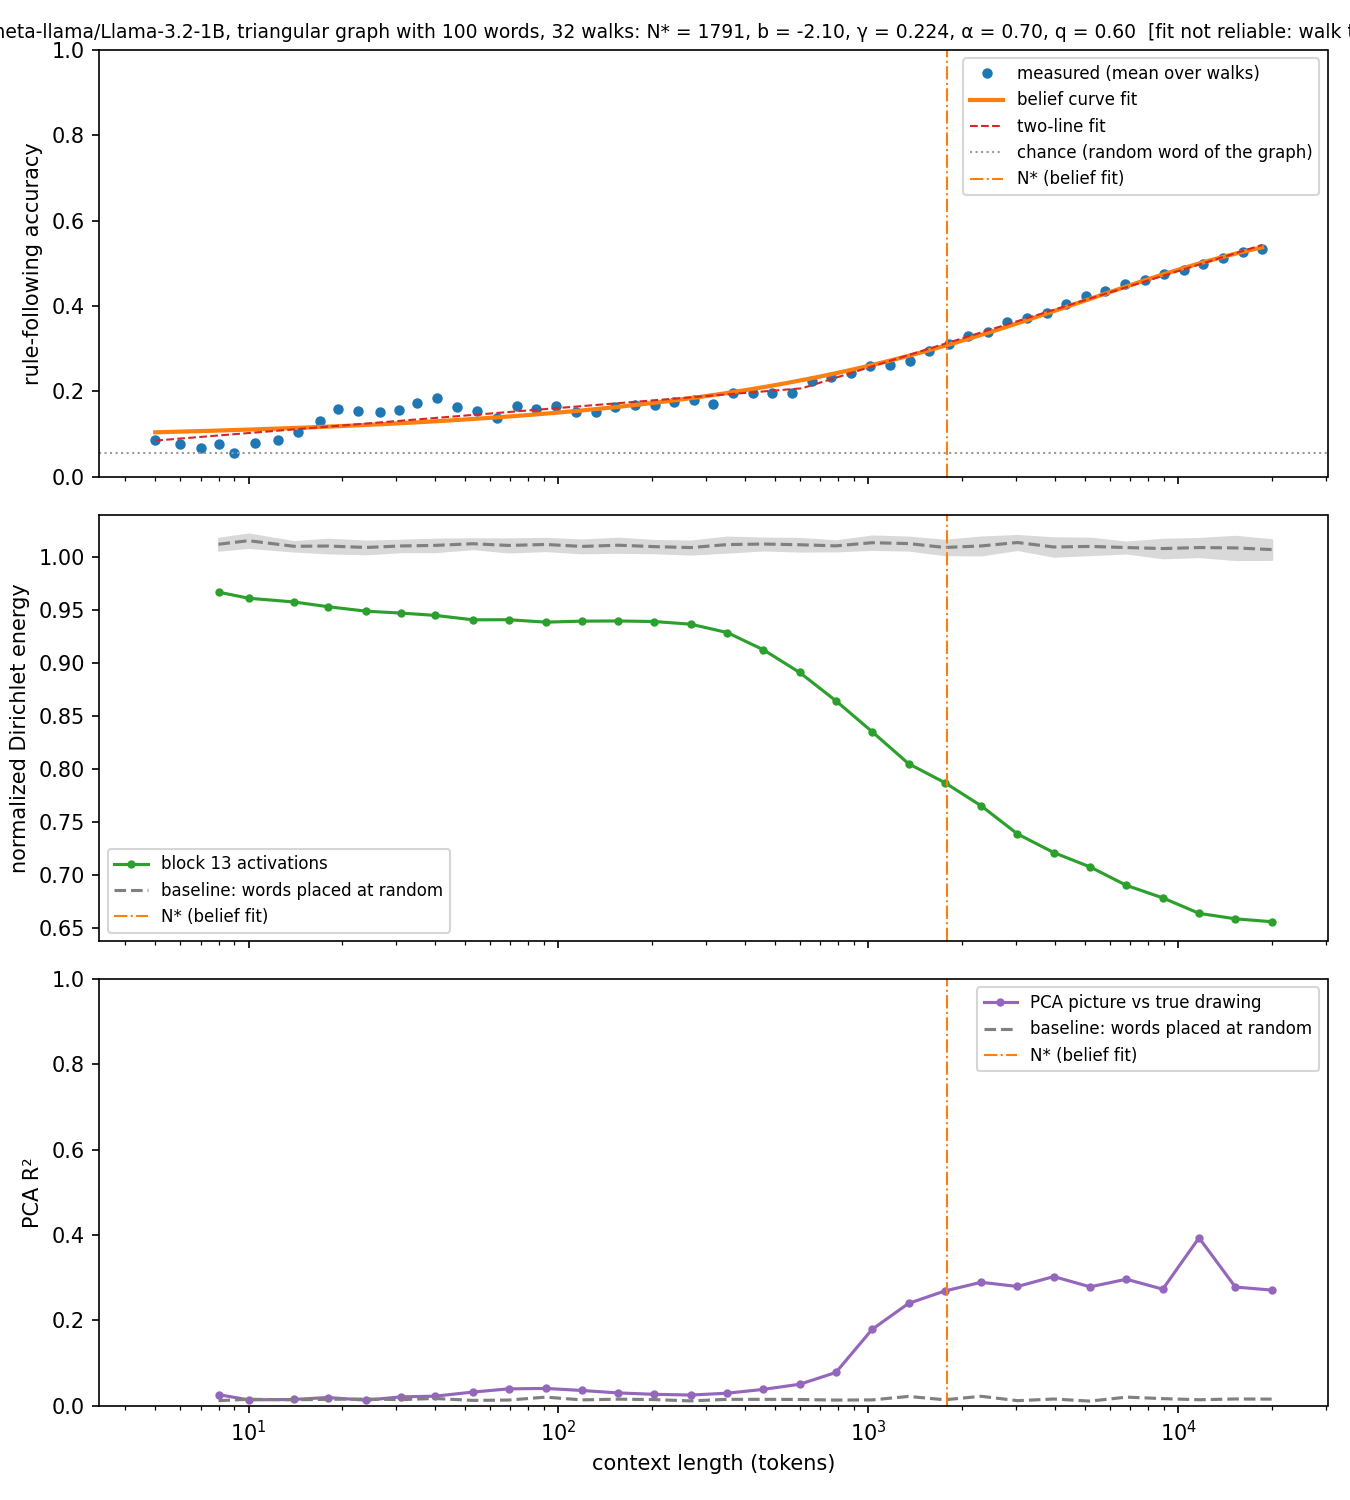 meta-llama/Llama-3.2-1B, triangular graph with 100 words, 32 walks: N* = 1791, b = -2.10, γ = 0.224, α = 0.70, q = 0.60 [fit not reliable: walk
1.0
0.8
0.6
0.4
0.2
0.0
rule-following accuracy
measured (mean over walks)
belief curve fit
two-line fit
chance (random word of the graph)
N* (belief fit)
1.00
0.95
0.90
0.85
0.80
0.75
0.70
0.65
normalized Dirichlet energy
block 13 activations
baseline: words placed at random
N* (belief fit)
1.0
0.8
0.6
0.4
0.2
0.0
PCA R²
PCA picture vs true drawing
baseline: words placed at random
N* (belief fit)
10¹ 10² 10³ 10⁴
context length (tokens)